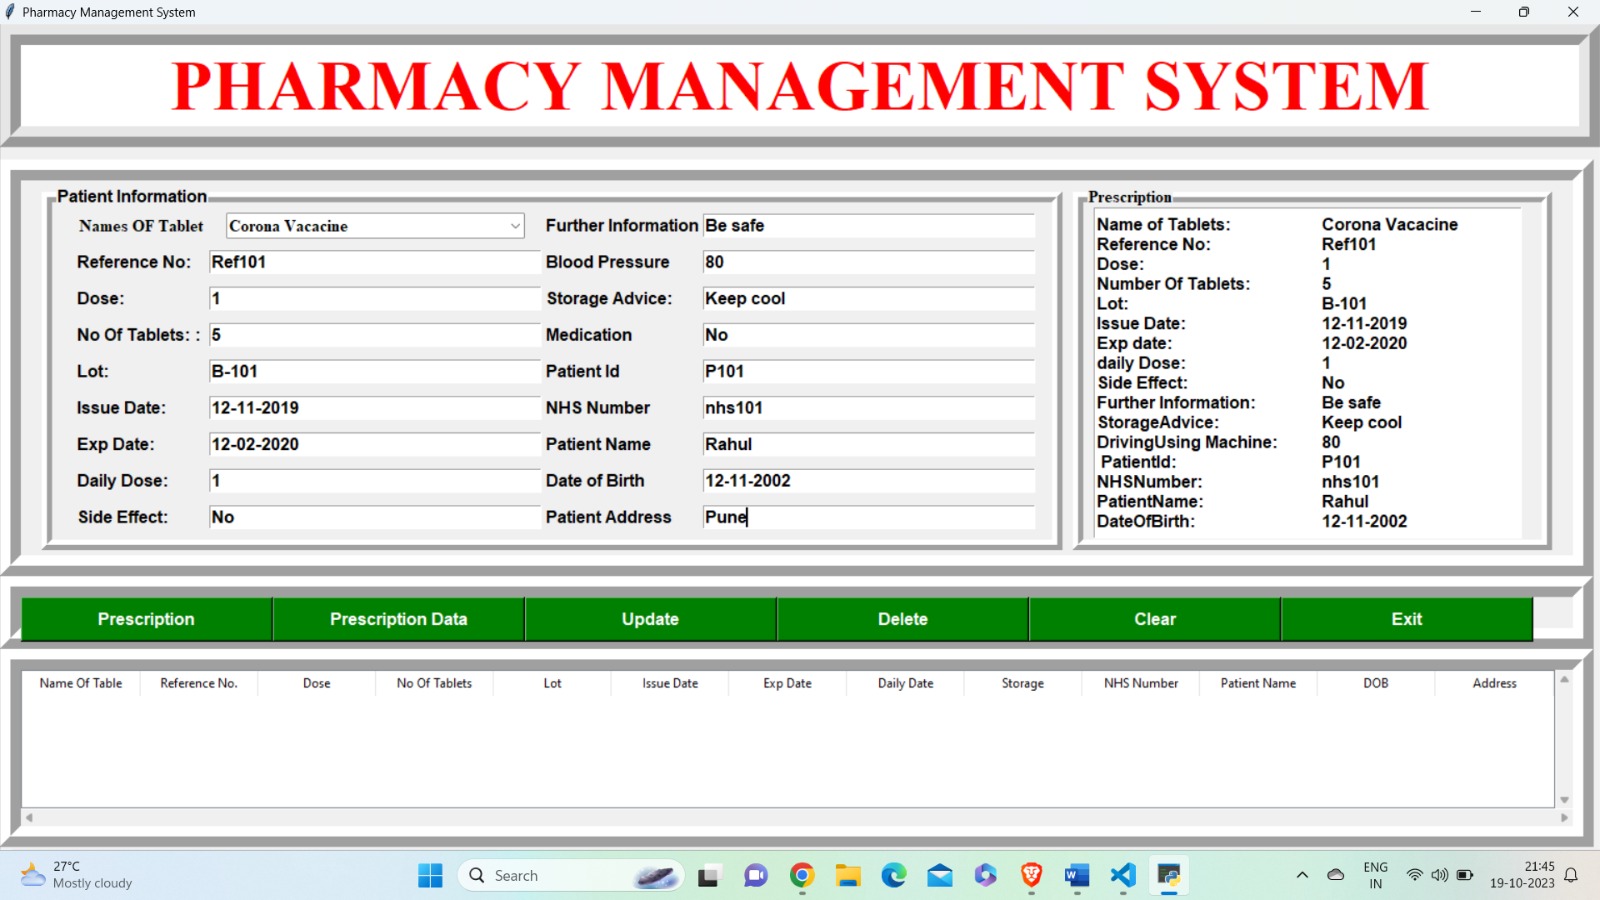 Pharmacy Management System
PHARMACY MANAGEMENT SYSTEM
Patient Information
Names OF Tablet Corona Vacacine Further Information Be safe
Reference No: Ref101 Blood Pressure 80
Dose: 1 Storage Advice: Keep cool
No Of Tablets: : 5 Medication No
Lot: B-101 Patient Id P101
Issue Date: 12-11-2019 NHS Number nhs101
Exp Date: 12-02-2020 Patient Name Rahul
Daily Dose: 1 Date of Birth 12-11-2002
Side Effect: No Patient Address Pune
Prescription
Name of Tablets: Corona Vacacine
Reference No: Ref101
Dose: 1
Number Of Tablets: 5
Lot: B-101
Issue Date: 12-11-2019
Exp date: 12-02-2020
daily Dose: 1
Side Effect: No
Further Information: Be safe
StorageAdvice: Keep cool
DrivingUsing Machine: 80
PatientId: P101
NHSNumber: nhs101
PatientName: Rahul
DateOfBirth: 12-11-2002
Prescription Prescription Data Update Delete Clear Exit
Name Of Table Reference No. Dose No Of Tablets Lot Issue Date Exp Date Daily Date Storage NHS Number Patient Name DOB Address
27°C
Mostly cloudy
Search
ENG
IN
21:45
19-10-2023